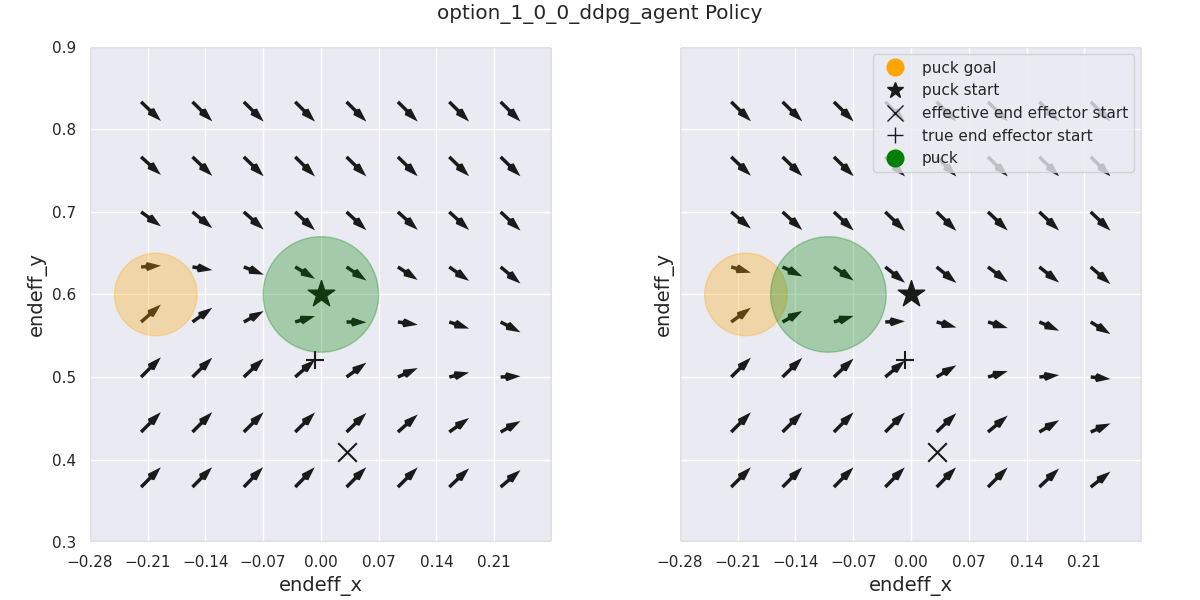 option_1_0_0_ddpg_agent Policy
0.9
0.8
0.7
0.6
0.5
0.4
0.3
endeff_y
−0.28 −0.21 −0.14 −0.07 0.00 0.07 0.14 0.21
endeff_x
puck goal
puck start
effective end effector start
true end effector start
puck
endeff_y
−0.28 −0.21 −0.14 −0.07 0.00 0.07 0.14 0.21
endeff_x